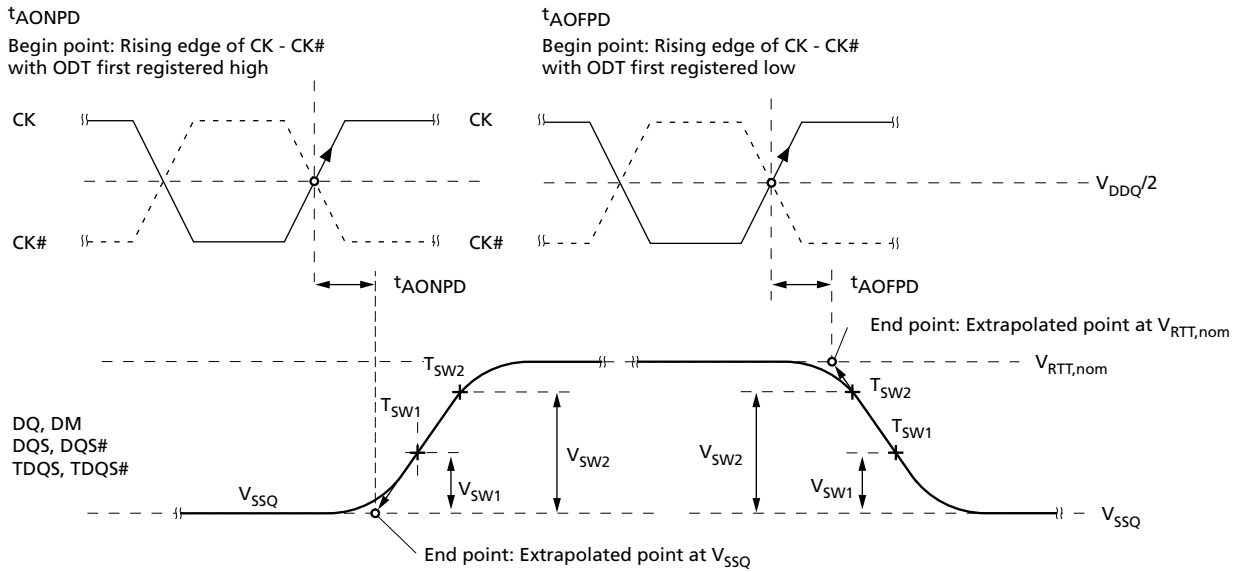 tAONPD
Begin point: Rising edge of CK - CK#
with ODT first registered high
tAOFPD
Begin point: Rising edge of CK - CK#
with ODT first registered low
CK
CK
VDDQ/2
CK#
CK#
tAONPD
tAOFPD
End point: Extrapolated point at VRTT,nom
TSW2
VRTT,nom
TSW2
TSW1
TSW1
DQ, DM
DQS, DQS#
TDQS, TDQS#
VSW2
VSW2
VSW1
VSW1
VSSQ
VSSQ
End point: Extrapolated point at VSSQ